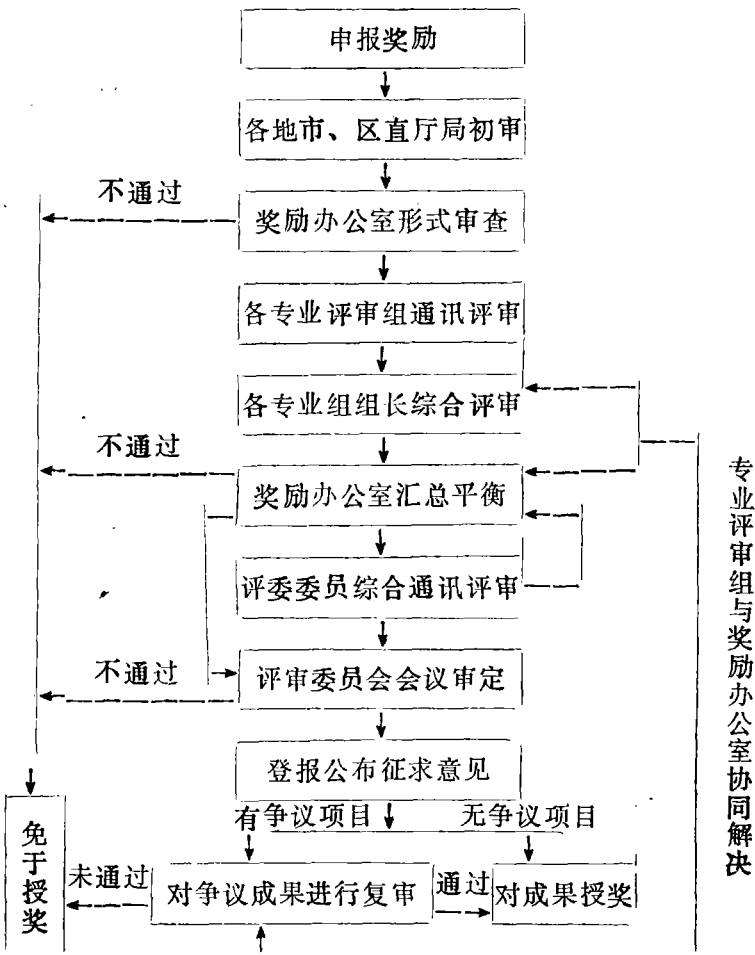 申报奖励
各地市、区直厅局初审
不通过
奖励办公室形式审查
各专业评审组通讯评审
各专业组组长综合评审
不通过
奖励办公室汇总平衡
评委委员综合通讯评审
不通过
评审委员会会议审定
登报公布征求意见
有争议项目
无争议项目
免于授奖
未通过
对争议成果进行复审
通过
对成果授奖
专业评审组与奖励办公室协同解决